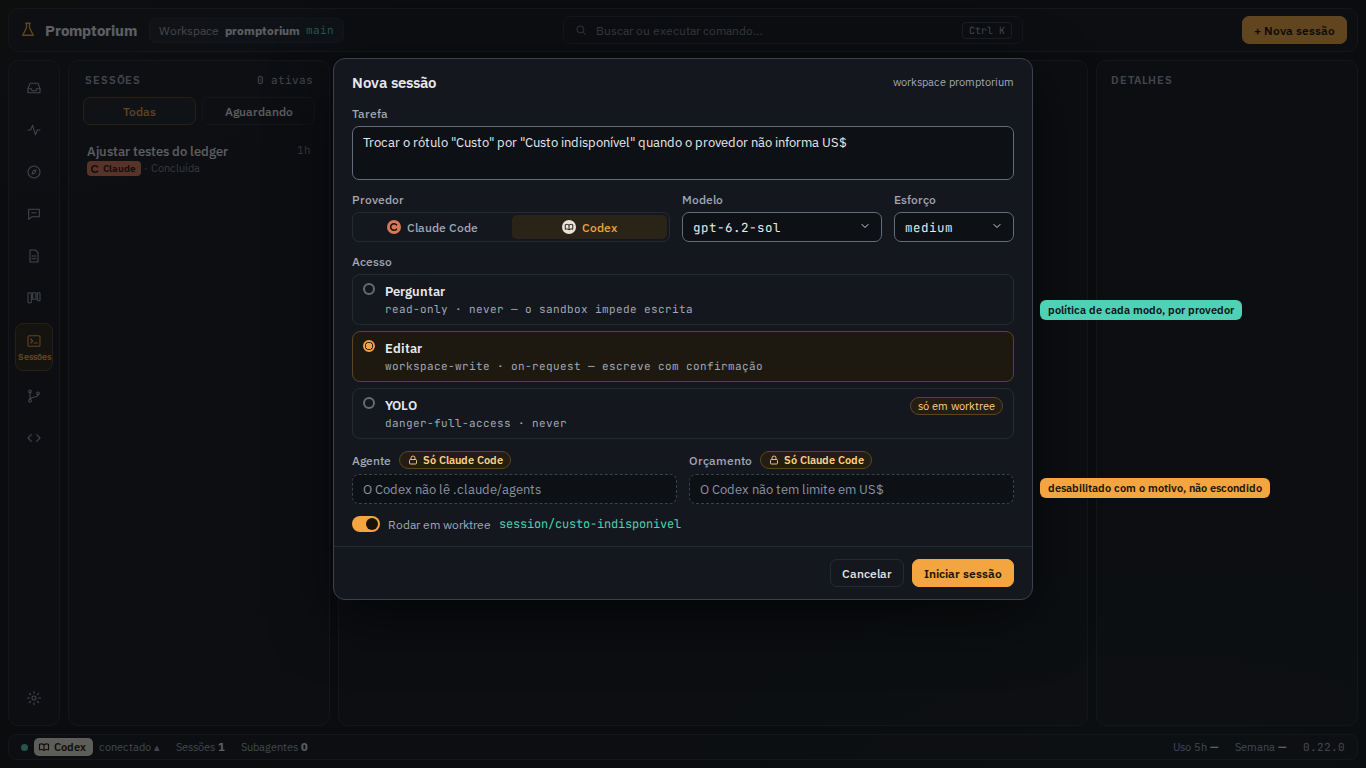 Promptorium
Workspace promptorium main
Buscar ou executar comando...
Ctrl K
+ Nova sessão
SESSÕES
0 ativas
Todas
Aguardando
Ajustar testes do ledger
1h
C Claude · Concluída
Sessões
DETALHES
Nova sessão
workspace promptorium
Tarefa
Trocar o rótulo "Custo" por "Custo indisponível" quando o provedor não informa US$
Provedor
Modelo
Esforço
C Claude Code
Codex
gpt-6.2-sol
medium
Acesso
Perguntar
read-only · never — o sandbox impede escrita
política de cada modo, por provedor
Editar
workspace-write · on-request — escreve com confirmação
YOLO
só em worktree
danger-full-access · never
Agente
Só Claude Code
Orçamento
Só Claude Code
O Codex não lê .claude/agents
O Codex não tem limite em US$
desabilitado com o motivo, não escondido
Rodar em worktree session/custo-indisponivel
Cancelar
Iniciar sessão
Codex conectado ▴ Sessões 1 Subagentes 0
Uso 5h — Semana — 0.22.0